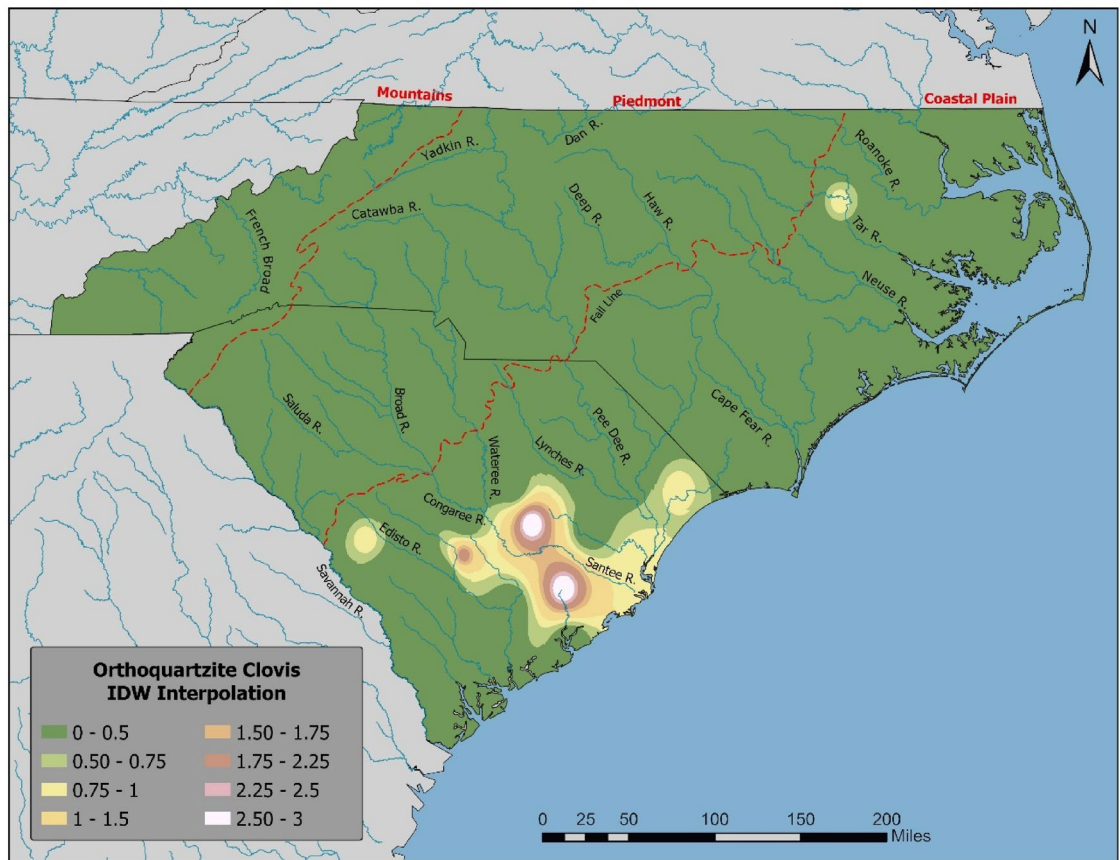 N
Mountains
Piedmont
Coastal Plain
Yadkin R.
Dan R.
Roanoke R.
Catawba R.
Deep R.
Haw R.
Tar R.
French Broad
Neuse R.
Fall Line
Saluda R.
Broad R.
Wateree R.
Lynches R.
Pee Dee R.
Cape Fear R.
Congaree R.
Edisto R.
Santee R.
Savannah R.
Orthoquartzite Clovis
IDW Interpolation
0 - 0.5
0.50 - 0.75
0.75 - 1
1 - 1.5
1.50 - 1.75
1.75 - 2.25
2.25 - 2.5
2.50 - 3
0 25 50 100 150 200
Miles